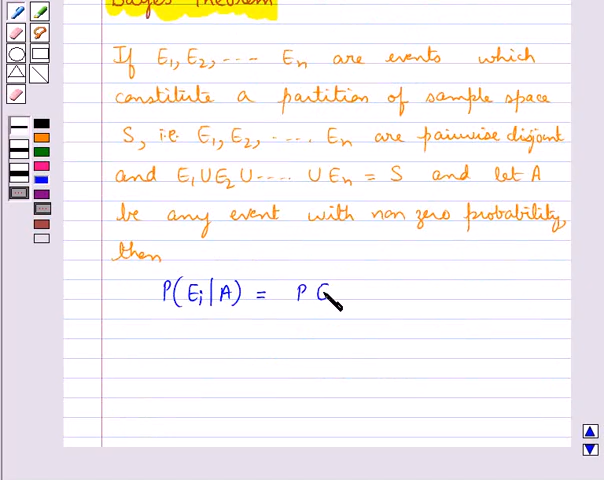 Bayes Theorem
If E₁, E₂, ---- Eₙ are events which
constitute a partition of sample space
S, i.e. E₁, E₂, ---- Eₙ are pairwise disjoint
and E₁ ∪ E₂ ∪ ..... ∪ Eₙ = S and let A
be any event with non zero probability,
then
P(Eᵢ|A) = P